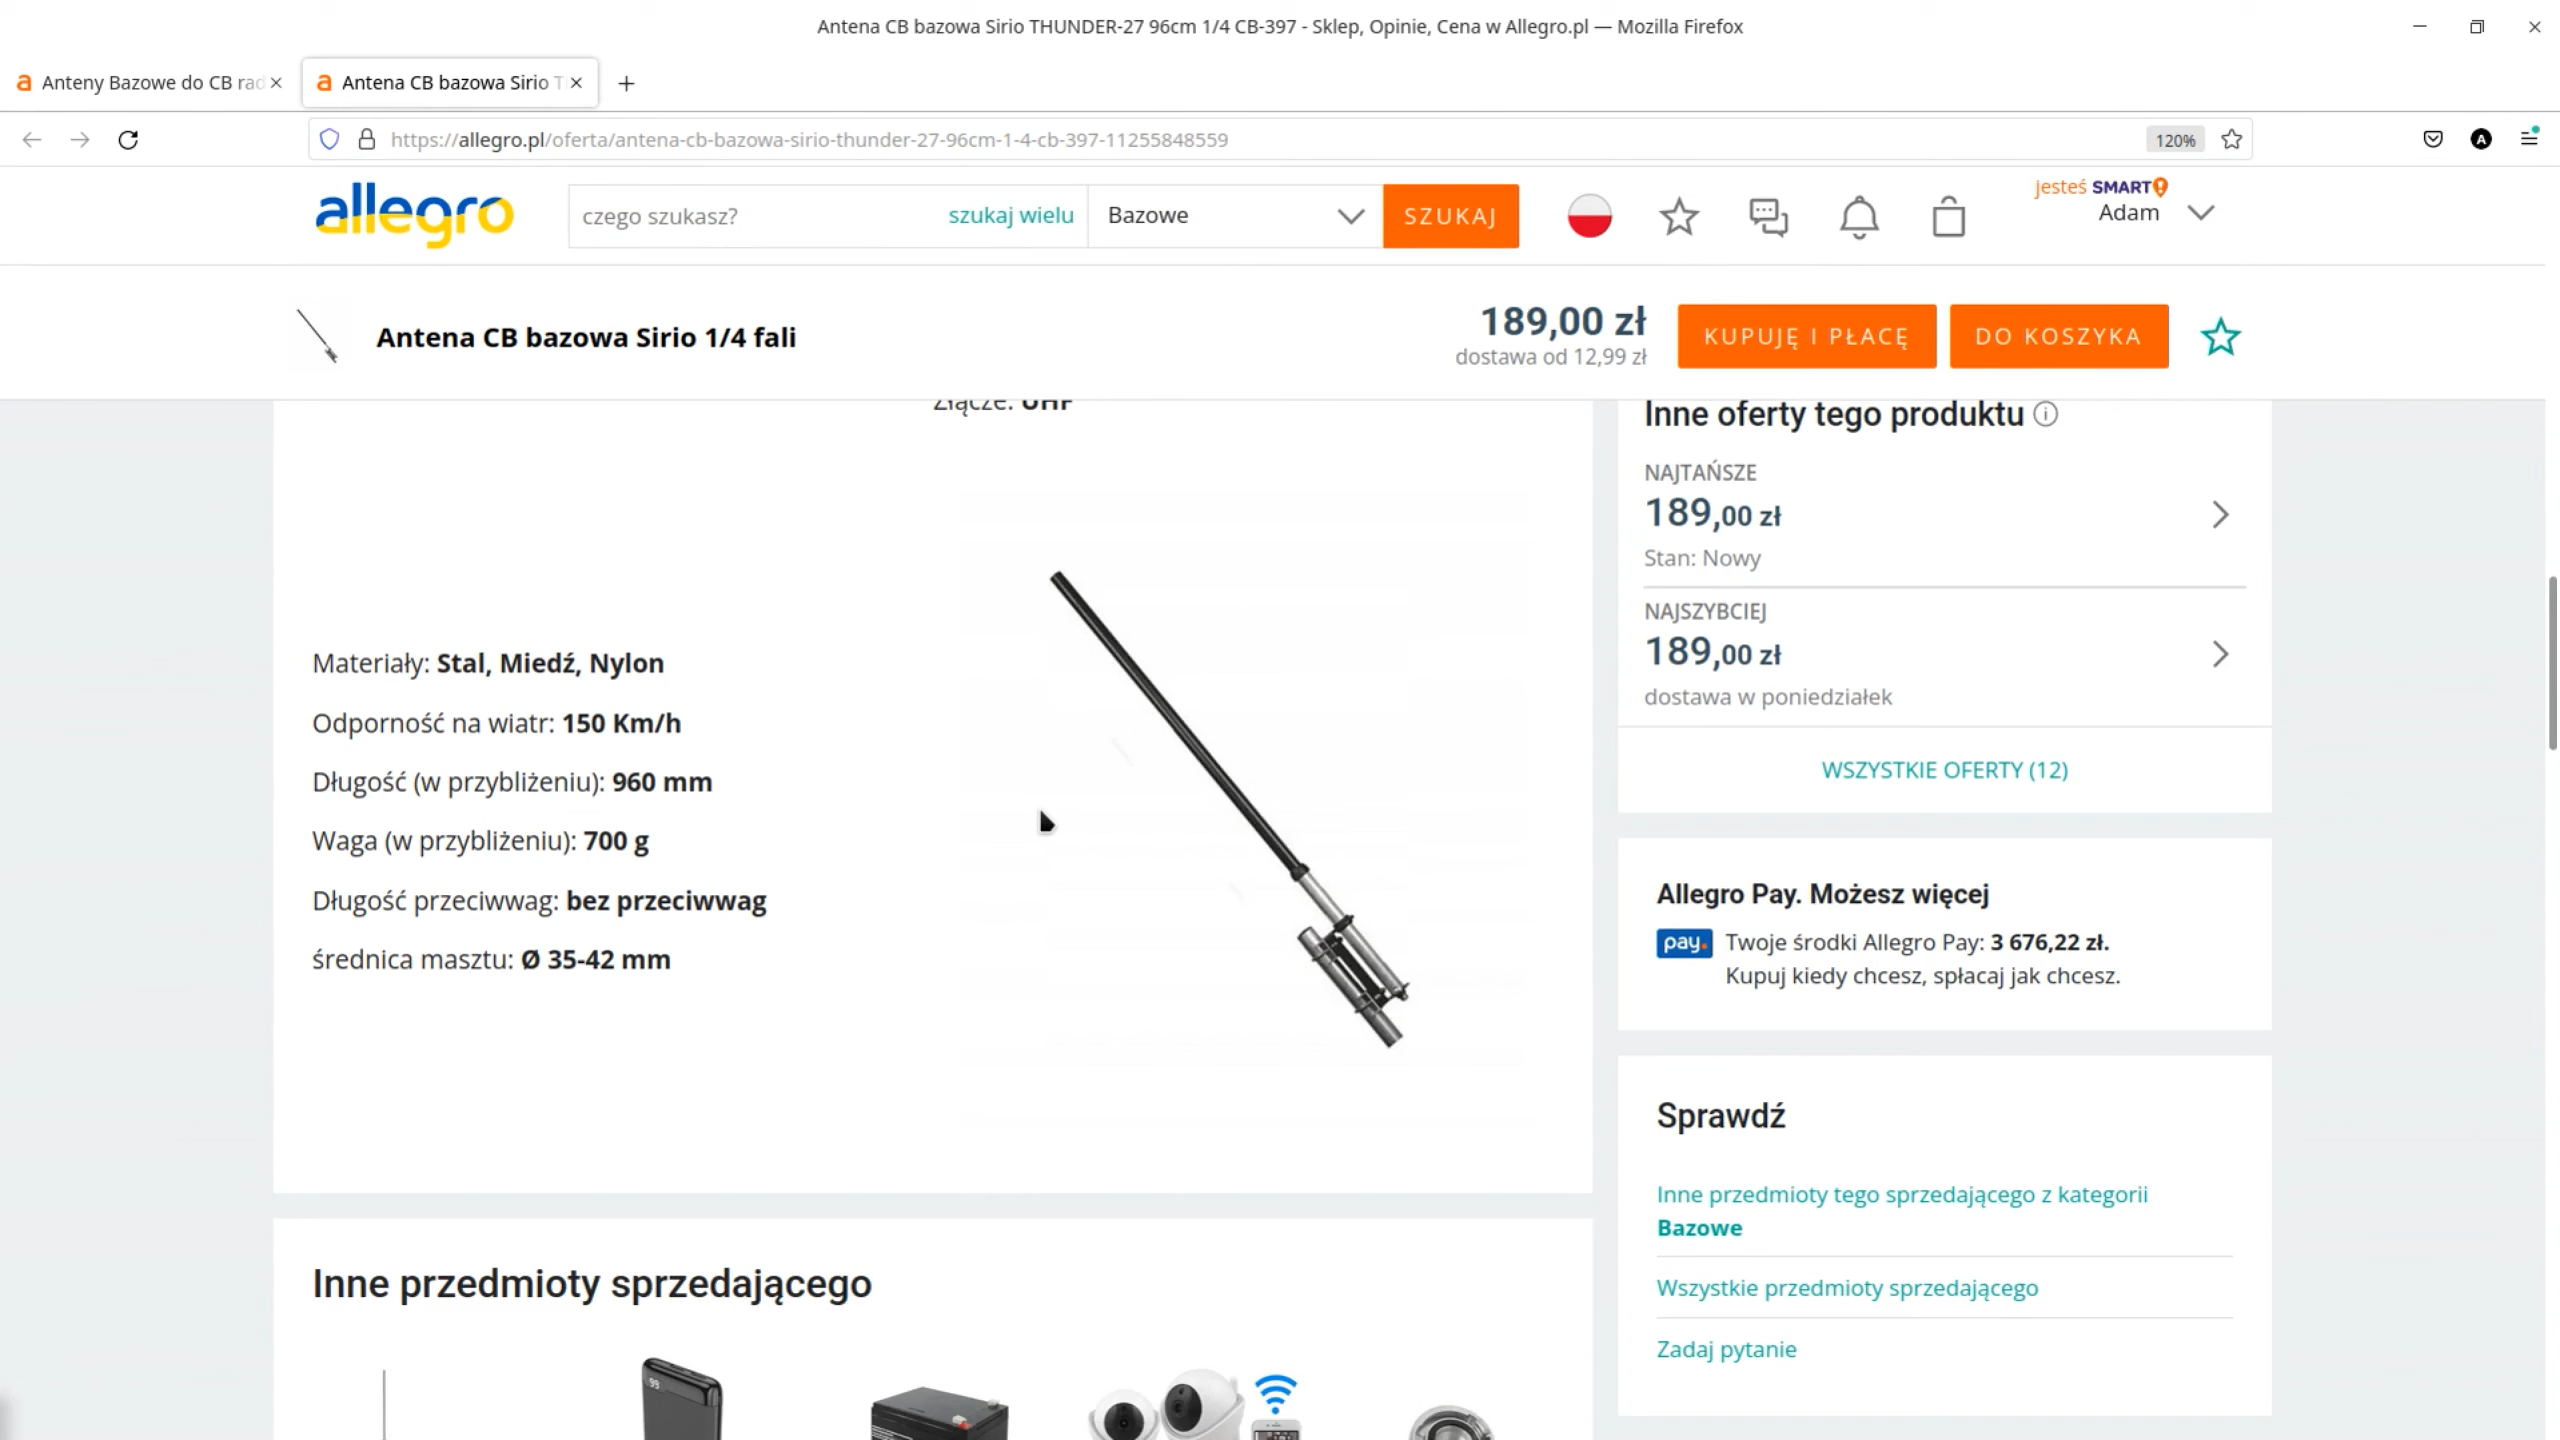 Antena CB bazowa Sirio THUNDER-27 96cm 1/4 CB-397 - Sklep, Opinie, Cena w Allegro.pl — Mozilla Firefox
Anteny Bazowe do CB rad
Antena CB bazowa Sirio T
https://allegro.pl/oferta/antena-cb-bazowa-sirio-thunder-27-96cm-1-4-cb-397-11255848559
120%
A
allegro
czego szukasz?
szukaj wielu
Bazowe
SZUKAJ
jesteś SMART!
Adam
Antena CB bazowa Sirio 1/4 fali
189,00 zł
dostawa od 12,99 zł
KUPUJĘ I PŁACĘ
DO KOSZYKA
Złącze: UHF
Materiały: Stal, Miedź, Nylon
Odporność na wiatr: 150 Km/h
Długość (w przybliżeniu): 960 mm
Waga (w przybliżeniu): 700 g
Długość przeciwwag: bez przeciwwag
średnica masztu: Ø 35-42 mm
Inne oferty tego produktu
NAJTAŃSZE
189,00 zł
Stan: Nowy
NAJSZYBCIEJ
189,00 zł
dostawa w poniedziałek
WSZYSTKIE OFERTY (12)
Allegro Pay. Możesz więcej
pay.
Twoje środki Allegro Pay: 3 676,22 zł.
Kupuj kiedy chcesz, spłacaj jak chcesz.
Sprawdź
Inne przedmioty tego sprzedającego z kategorii
Bazowe
Wszystkie przedmioty sprzedającego
Zadaj pytanie
Inne przedmioty sprzedającego
99